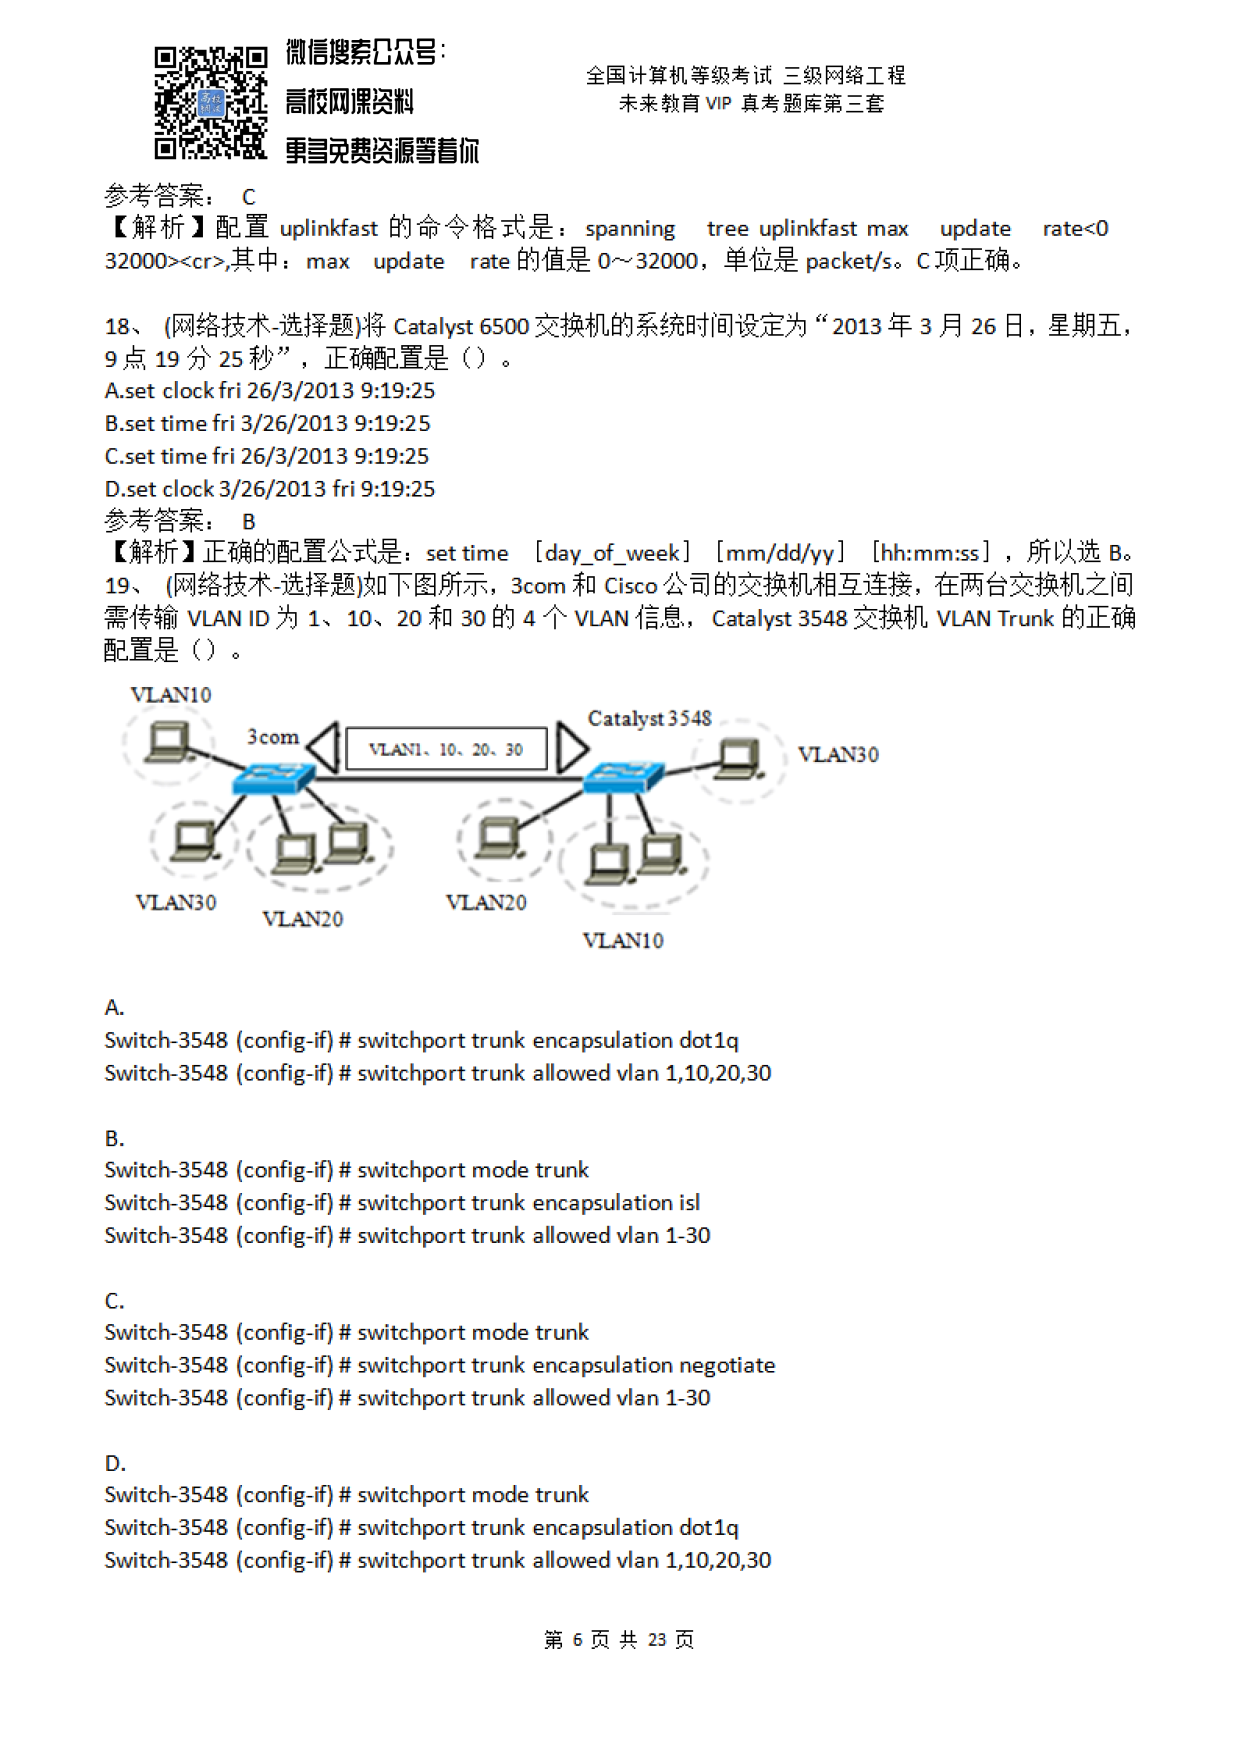 微信搜索公众号：
高校网课资料
更多免费资源等着你
全国计算机等级考试 三级网络工程
未来教育 VIP 真考题库第三套
参考答案： C
【解析】配置 uplinkfast 的命令格式是：spanning tree uplinkfast max update rate<0
32000><cr>,其中：max update rate 的值是 0～32000，单位是 packet/s。C 项正确。
18、 (网络技术-选择题)将 Catalyst 6500 交换机的系统时间设定为“2013 年 3 月 26 日，星期五，
9 点 19 分 25 秒”，正确配置是（）。
A.set clock fri 26/3/2013 9:19:25
B.set time fri 3/26/2013 9:19:25
C.set time fri 26/3/2013 9:19:25
D.set clock 3/26/2013 fri 9:19:25
参考答案： B
【解析】正确的配置公式是：set time ［day_of_week］［mm/dd/yy］［hh:mm:ss］，所以选 B。
19、 (网络技术-选择题)如下图所示，3com 和 Cisco 公司的交换机相互连接，在两台交换机之间
需传输 VLAN ID 为 1、10、20 和 30 的 4 个 VLAN 信息，Catalyst 3548 交换机 VLAN Trunk 的正确
配置是（）。
VLAN10
3com
VLAN1、10、20、30
Catalyst 3548
VLAN30
VLAN30
VLAN20
VLAN20
VLAN10
A.
Switch-3548 (config-if) # switchport trunk encapsulation dot1q
Switch-3548 (config-if) # switchport trunk allowed vlan 1,10,20,30
B.
Switch-3548 (config-if) # switchport mode trunk
Switch-3548 (config-if) # switchport trunk encapsulation isl
Switch-3548 (config-if) # switchport trunk allowed vlan 1-30
C.
Switch-3548 (config-if) # switchport mode trunk
Switch-3548 (config-if) # switchport trunk encapsulation negotiate
Switch-3548 (config-if) # switchport trunk allowed vlan 1-30
D.
Switch-3548 (config-if) # switchport mode trunk
Switch-3548 (config-if) # switchport trunk encapsulation dot1q
Switch-3548 (config-if) # switchport trunk allowed vlan 1,10,20,30
第 6 页 共 23 页